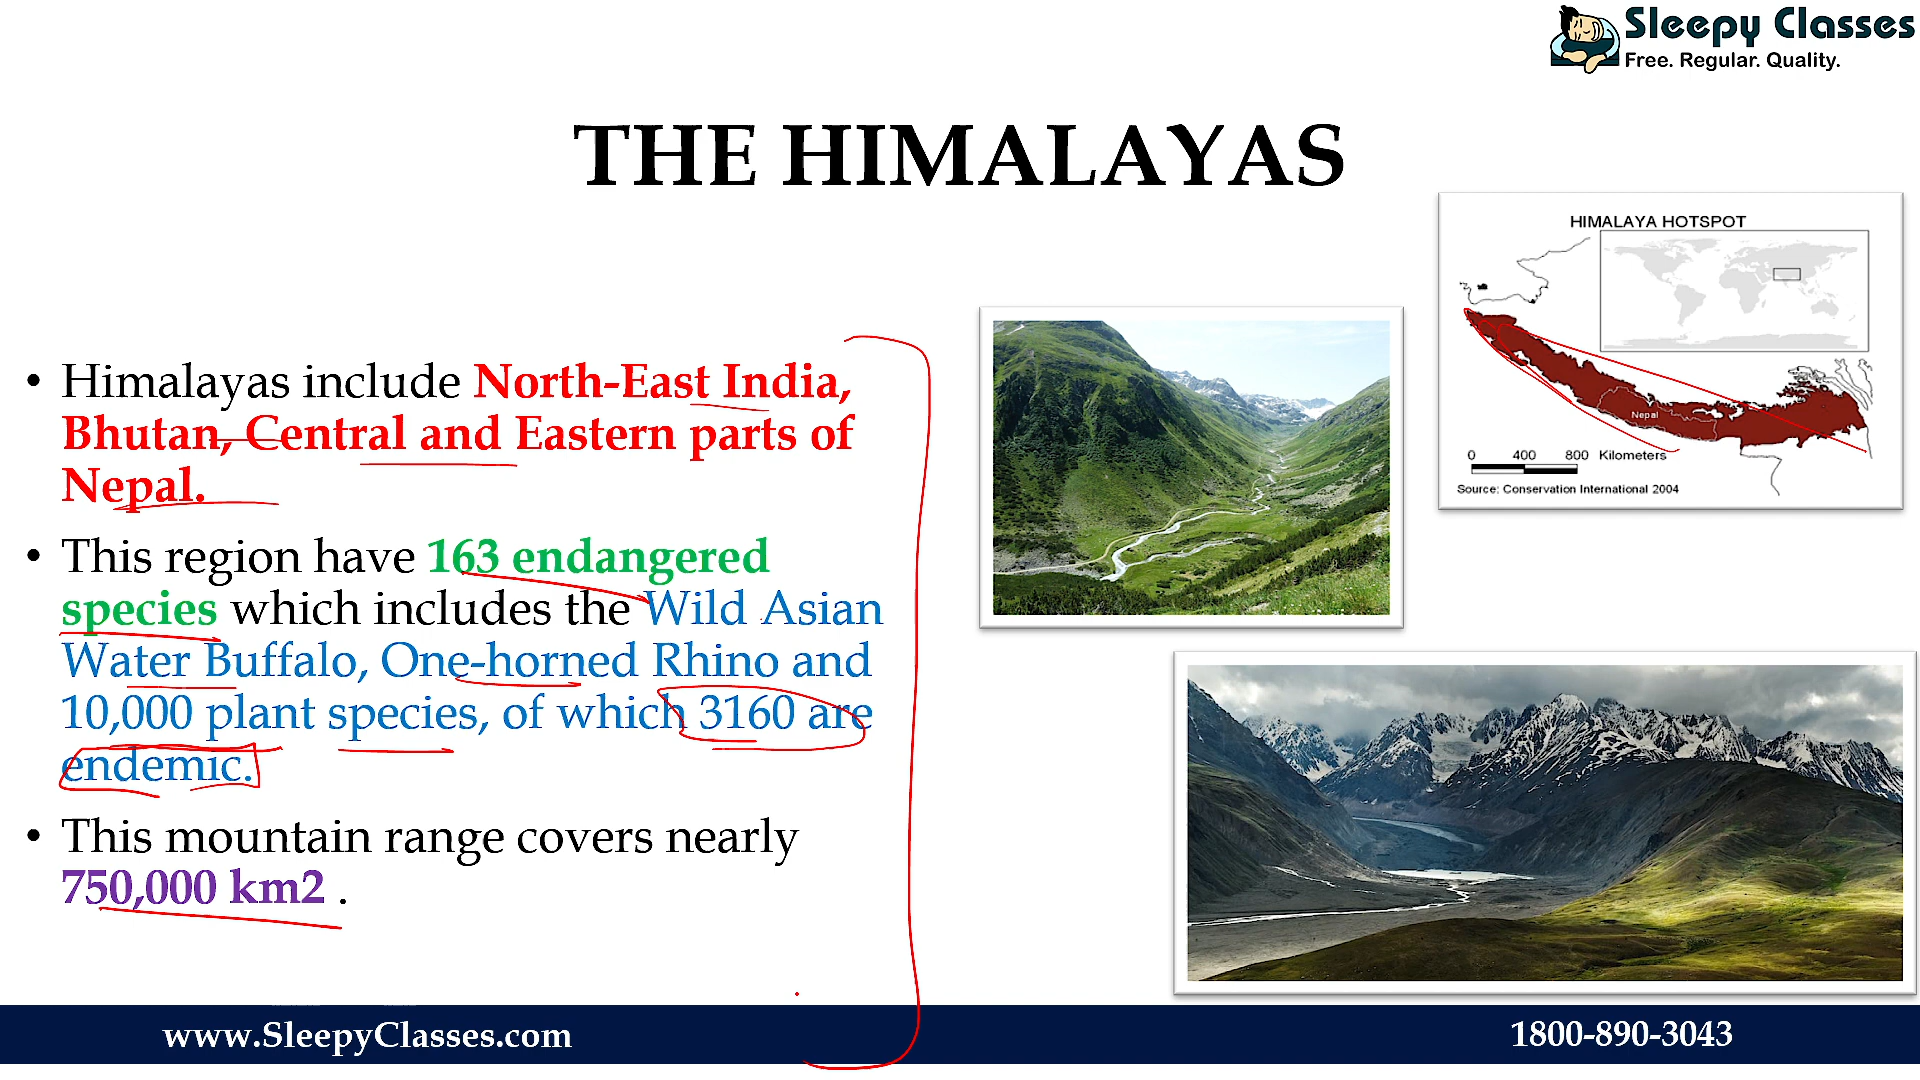 Sleepy Classes
Free. Regular. Quality.
THE HIMALAYAS
• Himalayas include North-East India,
Bhutan, Central and Eastern parts of
Nepal.
• This region have 163 endangered
species which includes the Wild Asian
Water Buffalo, One-horned Rhino and
10,000 plant species, of which 3160 are
endemic.
• This mountain range covers nearly
750,000 km2 .
HIMALAYA HOTSPOT
Nepal
0 400 800 Kilometers
Source: Conservation International 2004
www.SleepyClasses.com
1800-890-3043